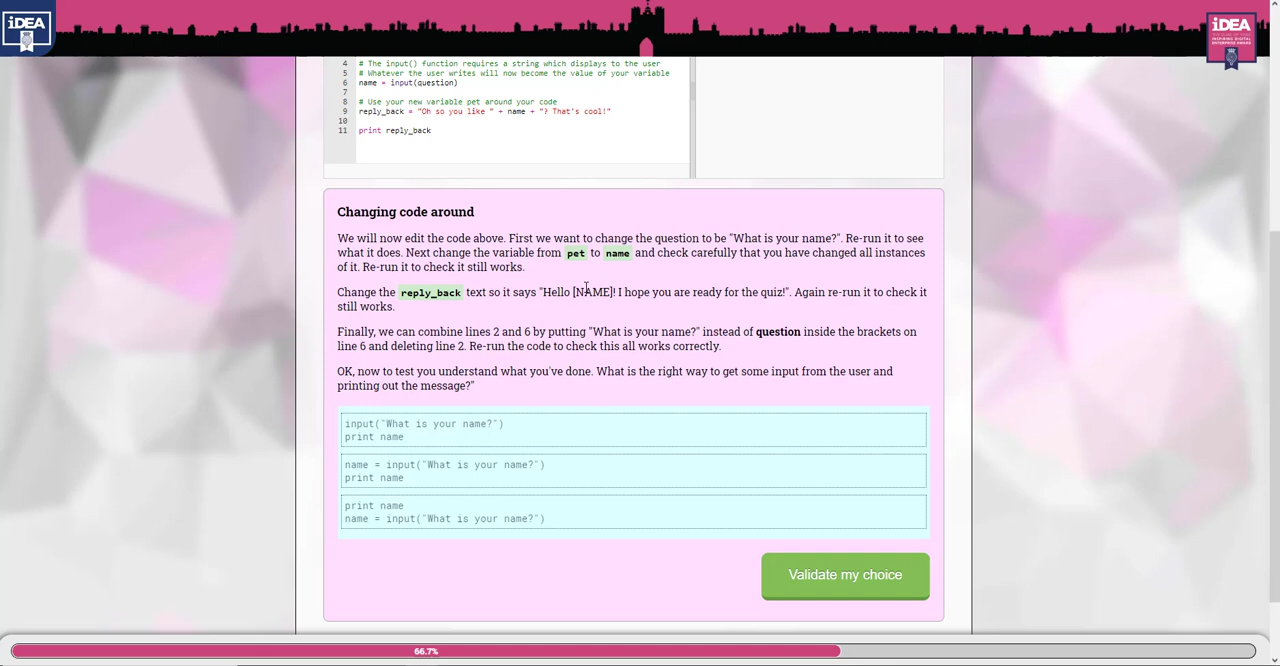 iDEA
iDEA
INSPIRING DIGITAL
ENTERPRISE AWARD
4 # The input() function requires a string which displays to the user
5 # Whatever the user writes will now become the value of your variable
6 name = input(question)
7
8 # Use your new variable pet around your code
9 reply_back = "Oh so you like " + name + "? That's cool!"
10
11 print reply_back
Changing code around
We will now edit the code above. First we want to change the question to be "What is your name?". Re-run it to see
what it does. Next change the variable from pet to name and check carefully that you have changed all instances
of it. Re-run it to check it still works.
Change the reply_back text so it says "Hello [NAME]! I hope you are ready for the quiz!". Again re-run it to check it
still works.
Finally, we can combine lines 2 and 6 by putting "What is your name?" instead of question inside the brackets on
line 6 and deleting line 2. Re-run the code to check this all works correctly.
OK, now to test you understand what you've done. What is the right way to get some input from the user and
printing out the message?"
input("What is your name?")
print name
name = input("What is your name?")
print name
print name
name = input("What is your name?")
Validate my choice
66.7%